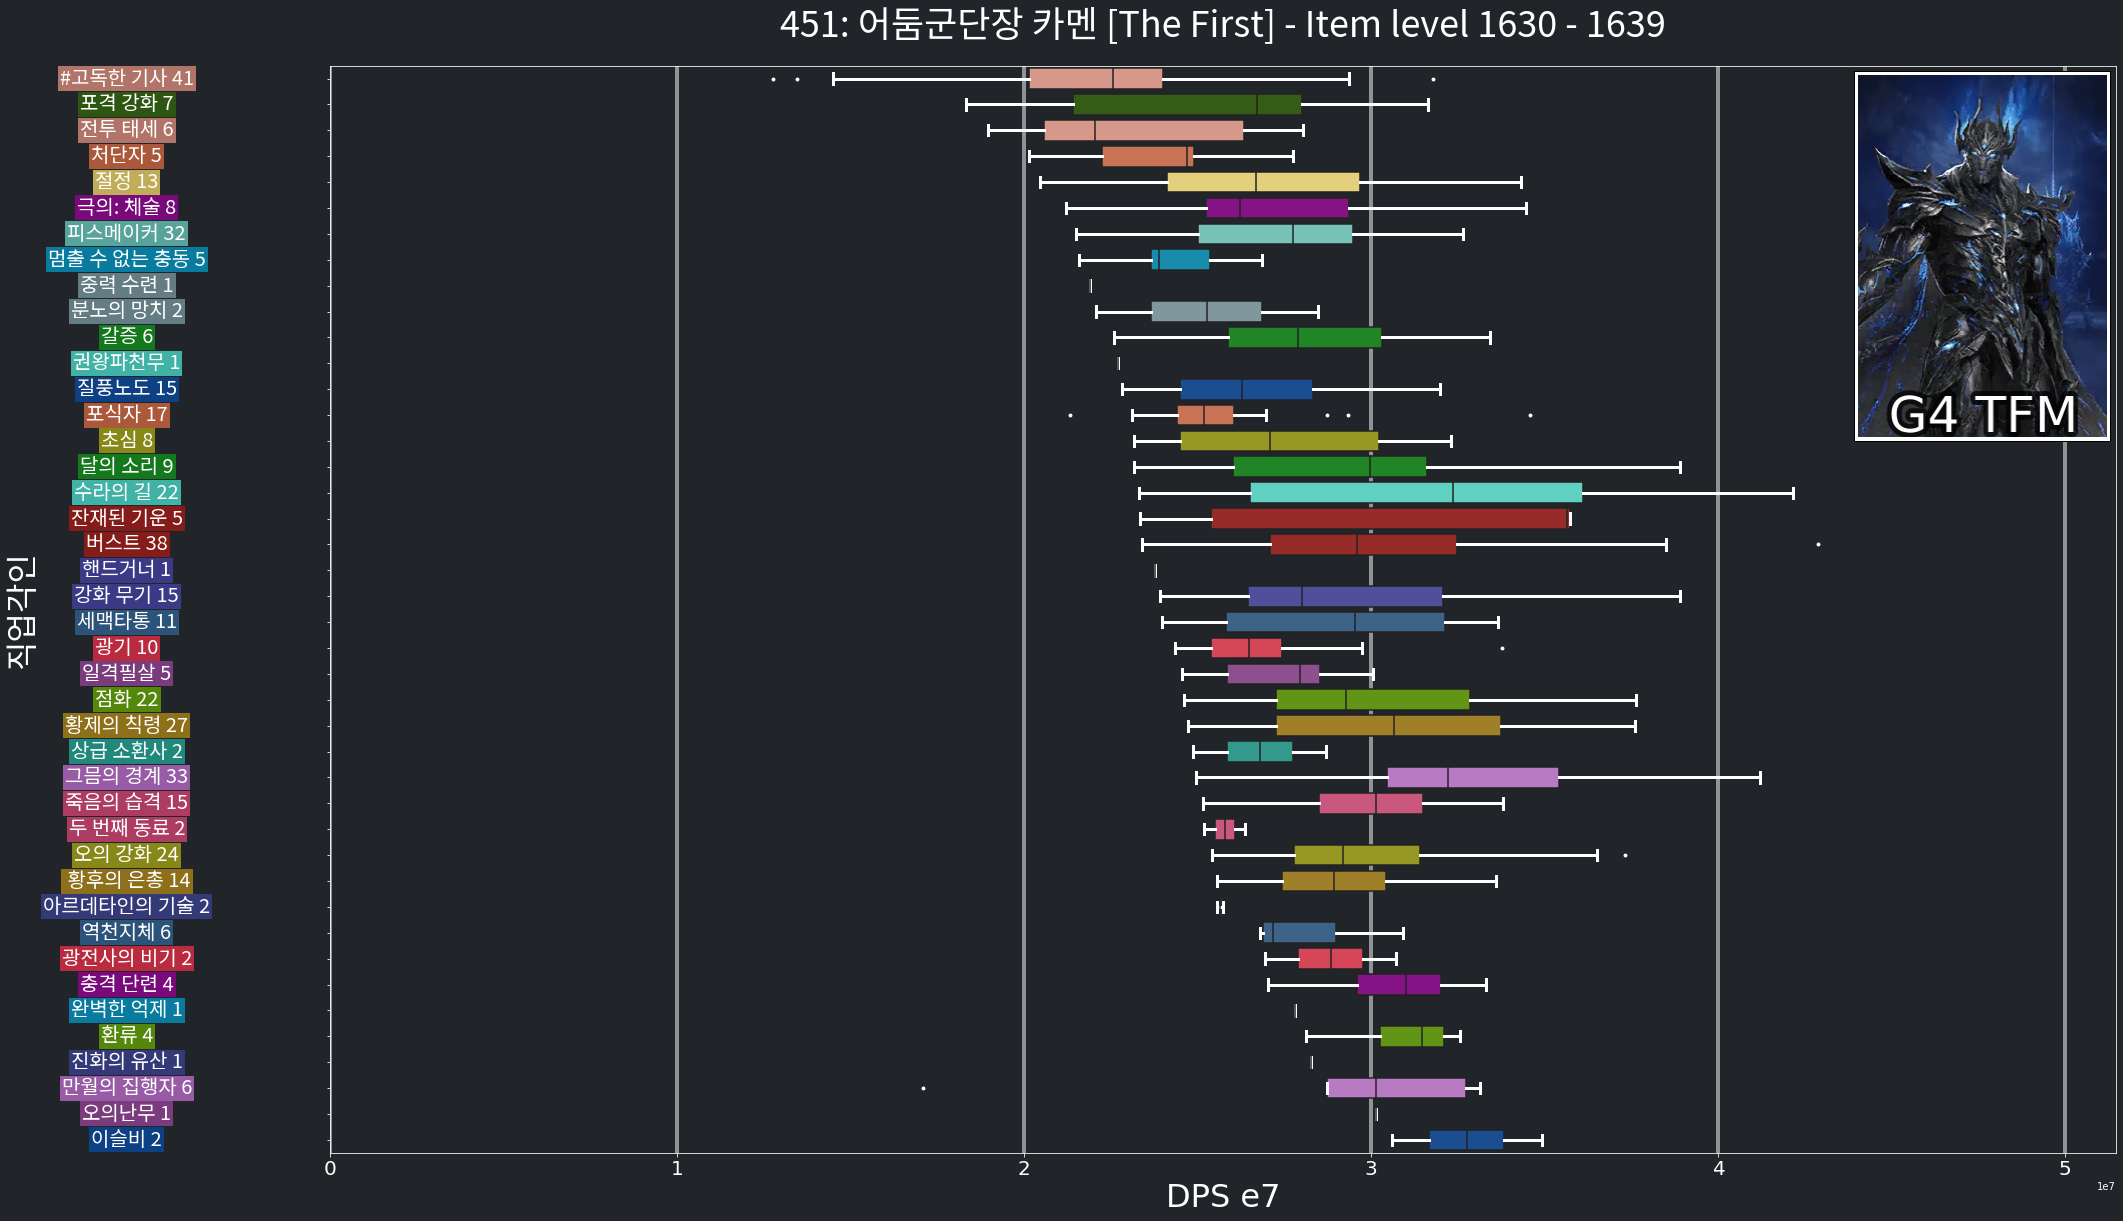 451: 어둠군단장 카멘 [The First] - Item level 1630 - 1639
#고독한 기사 41
포격 강화 7
전투 태세 6
처단자 5
절정 13
극의: 체술 8
피스메이커 32
멈출 수 없는 충동 5
중력 수련 1
분노의 망치 2
갈증 6
권왕파천무 1
질풍노도 15
포식자 17
초심 8
달의 소리 9
수라의 길 22
잔재된 기운 5
버스트 38
핸드거너 1
강화 무기 15
세맥타통 11
광기 10
일격필살 5
점화 22
황제의 칙령 27
상급 소환사 2
그믐의 경계 33
죽음의 습격 15
두 번째 동료 2
오의 강화 24
황후의 은총 14
아르데타인의 기술 2
역천지체 6
광전사의 비기 2
충격 단련 4
완벽한 억제 1
환류 4
진화의 유산 1
만월의 집행자 6
오의난무 1
이슬비 2
직업각인
G4 TFM
0 1 2 3 4 5
1e7
DPS e7